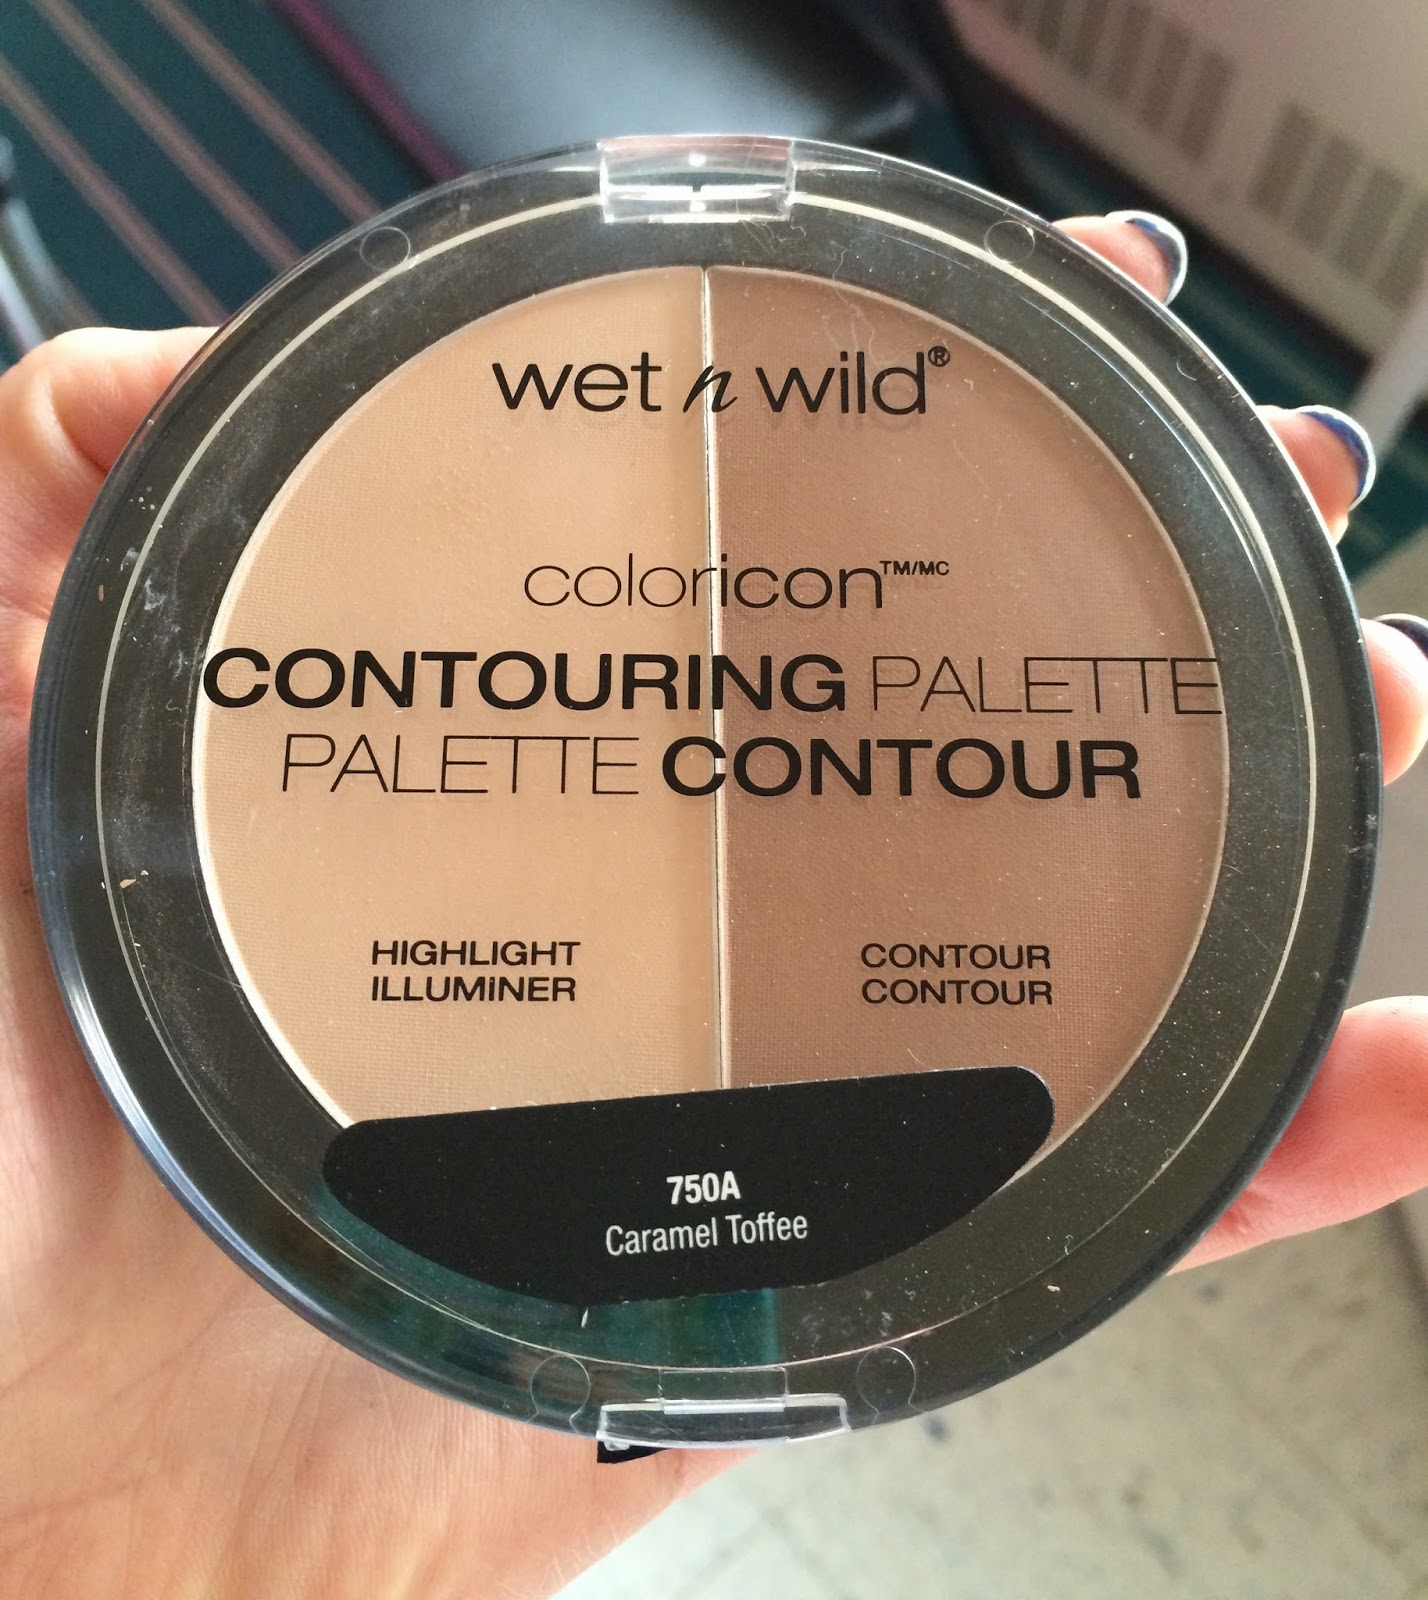 wet n wild®
coloricon™/MC
CONTOURING PALETTE
PALETTE CONTOUR
HIGHLIGHT
ILLUMINER
CONTOUR
CONTOUR
750A
Caramel Toffee